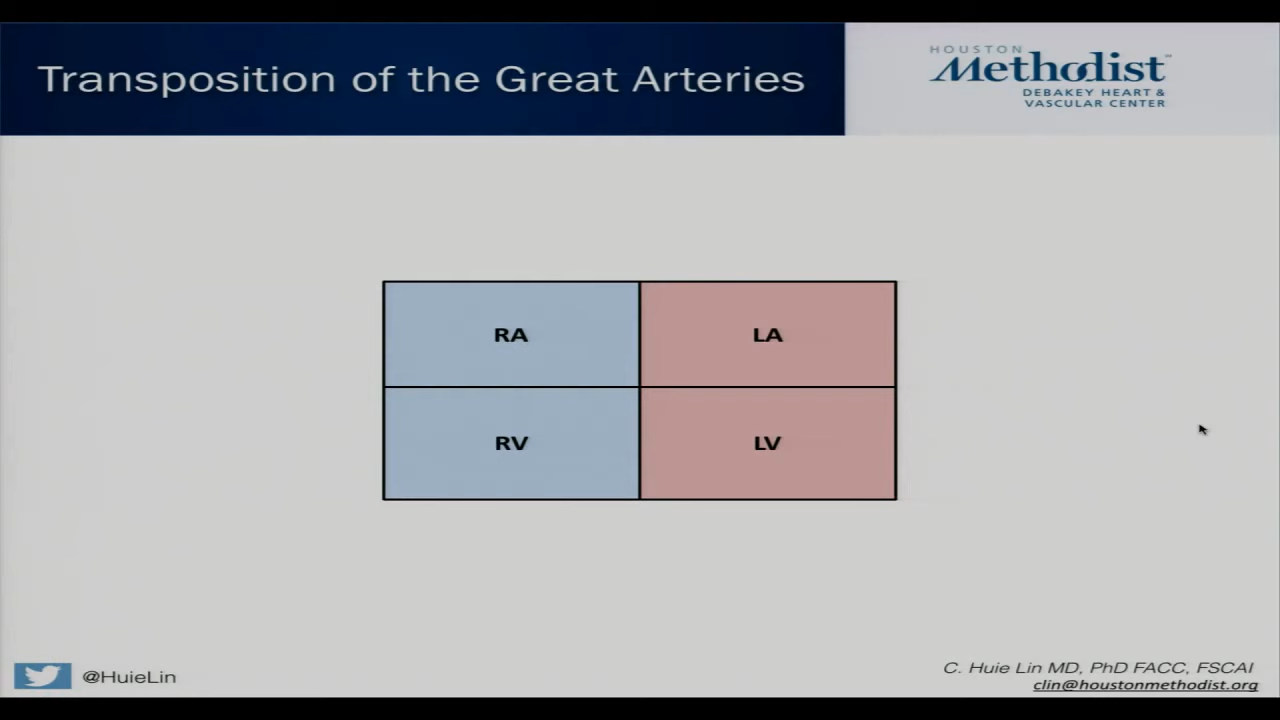 Transposition of the Great Arteries
HOUSTON
Methodist
DEBAKEY HEART &
VASCULAR CENTER
RA
LA
RV
LV
@HuieLin
C. Huie Lin MD, PhD FACC, FSCAI
clin@houstonmethodist.org